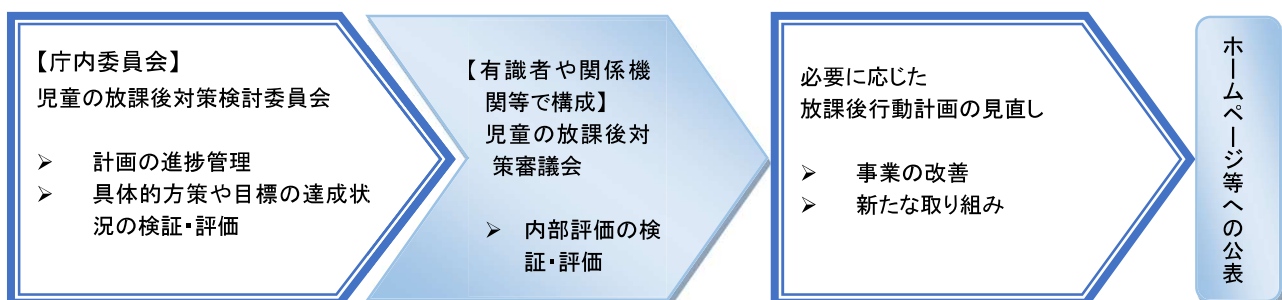 【庁内委員会】
児童の放課後対策検討委員会
➢ 計画の進捗管理
➢ 具体的方策や目標の達成状
況の検証・評価
【有識者や関係機
関等で構成】
児童の放課後対
策審議会
➢ 内部評価の検
証・評価
必要に応じた
放課後行動計画の見直し
➢ 事業の改善
➢ 新たな取り組み
ホームページ等への公表